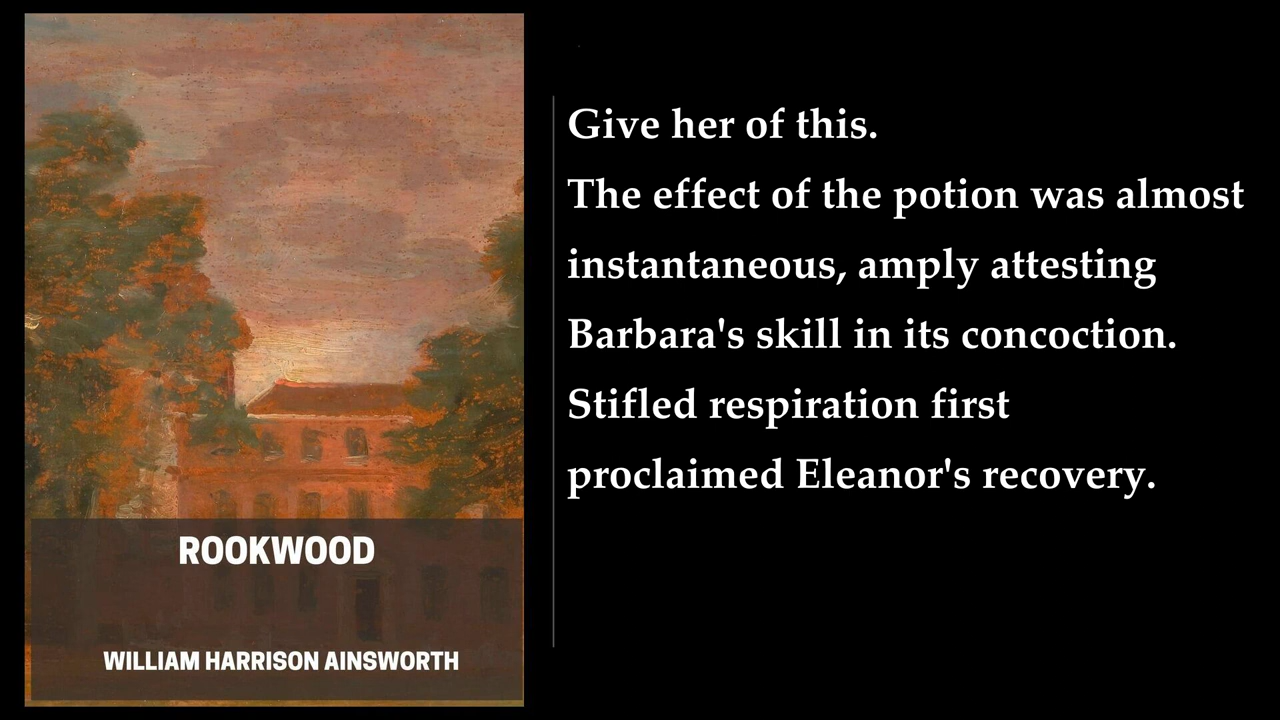 ROOKWOOD
WILLIAM HARRISON AINSWORTH
Give her of this.
The effect of the potion was almost
instantaneous, amply attesting
Barbara's skill in its concoction.
Stifled respiration first
proclaimed Eleanor's recovery.